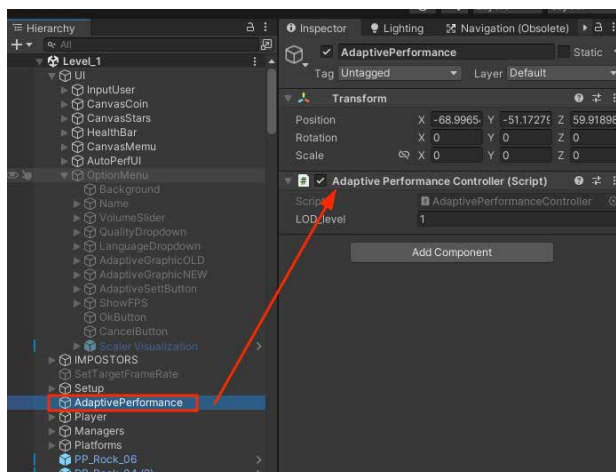 Hierarchy
All
Level_1
UI
InputUser
CanvasCoin
CanvasStars
HealthBar
CanvasMemu
AutoPerfUI
OptionMenu
Background
Name
VolumeSlider
QualityDropdown
LanguageDropdown
AdaptiveGraphicOLD
AdaptiveGraphicNEW
AdaptiveSettButton
ShowFPS
OkButton
CancelButton
Scaler Visualization
IMPOSTORS
SetTargetFrameRate
Setup
AdaptivePerformance
Player
Managers
Platforms
PP_Rock_06
Inspector Lighting Navigation (Obsolete)
AdaptivePerformance Static
Tag Untagged Layer Default
Transform
Position X -68.9965 Y -51.17279 Z 59.91898
Rotation X 0 Y 0 Z 0
Scale X 0 Y 0 Z 0
# Adaptive Performance Controller (Script)
Script AdaptivePerformanceController
LOD_level 1
Add Component